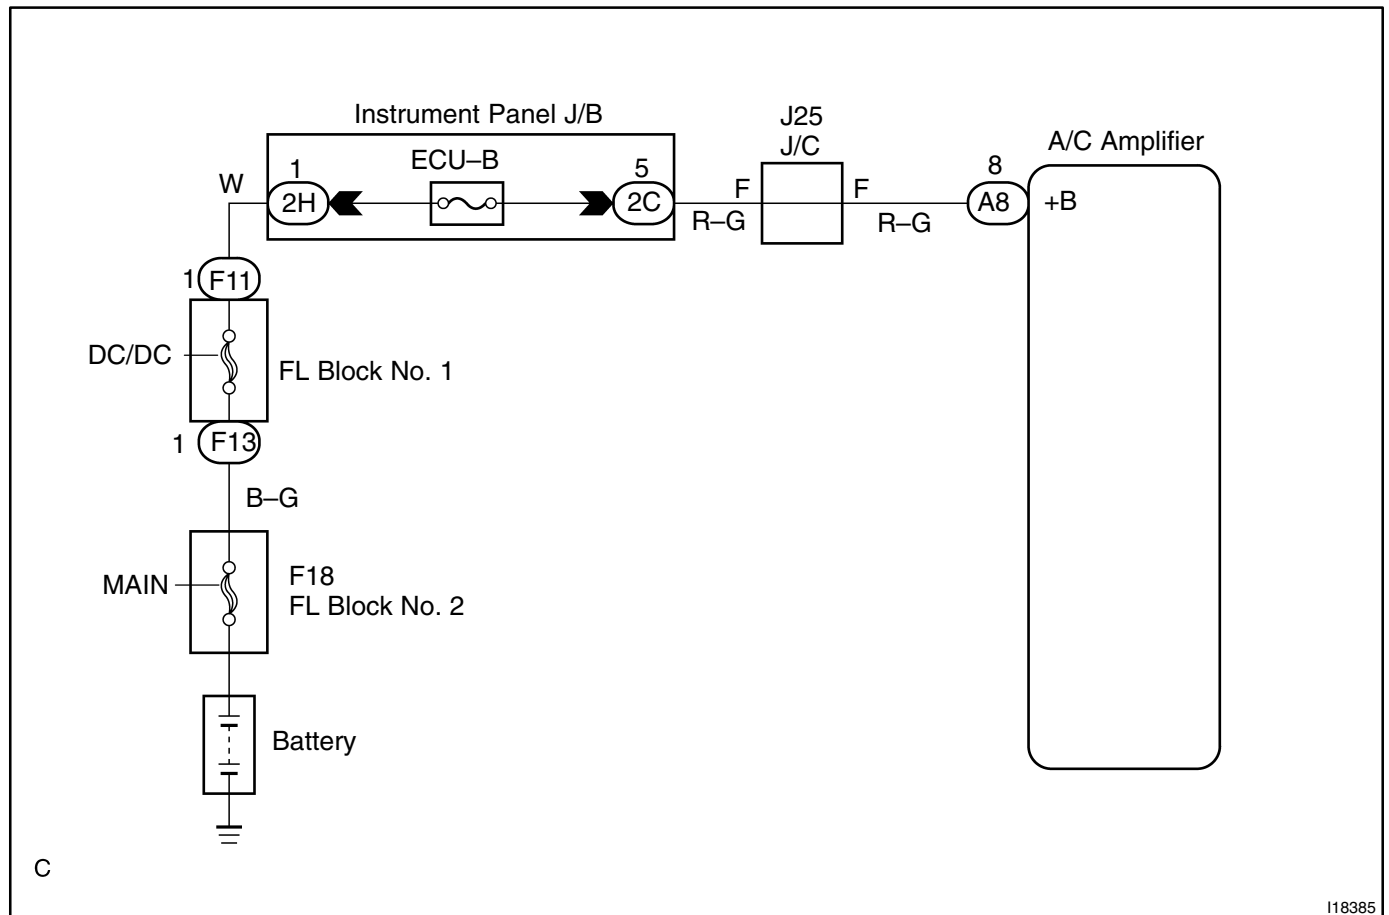 Instrument Panel J/B
J25
J/C
A/C Amplifier
1
ECU–B
5
8
W
2H
2C
F
F
A8
+B
R–G
R–G
1
F11
DC/DC
FL Block No. 1
1
F13
B–G
MAIN
F18
FL Block No. 2
Battery
C
I18385